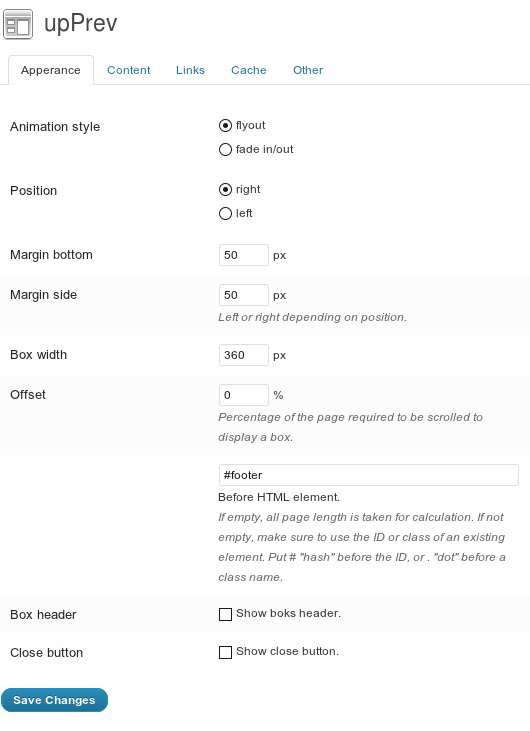 upPrev
Apperance Content Links Cache Other
Animation style
flyout
fade in/out
Position
right
left
Margin bottom 50 px
Margin side 50 px
Left or right depending on position.
Box width 360 px
Offset 0 %
Percentage of the page required to be scrolled to
display a box.
#footer
Before HTML element.
If empty, all page length is taken for calculation. If not
empty, make sure to use the ID or class of an existing
element. Put # "hash" before the ID, or . "dot" before a
class name.
Box header Show boks header.
Close button Show close button.
Save Changes